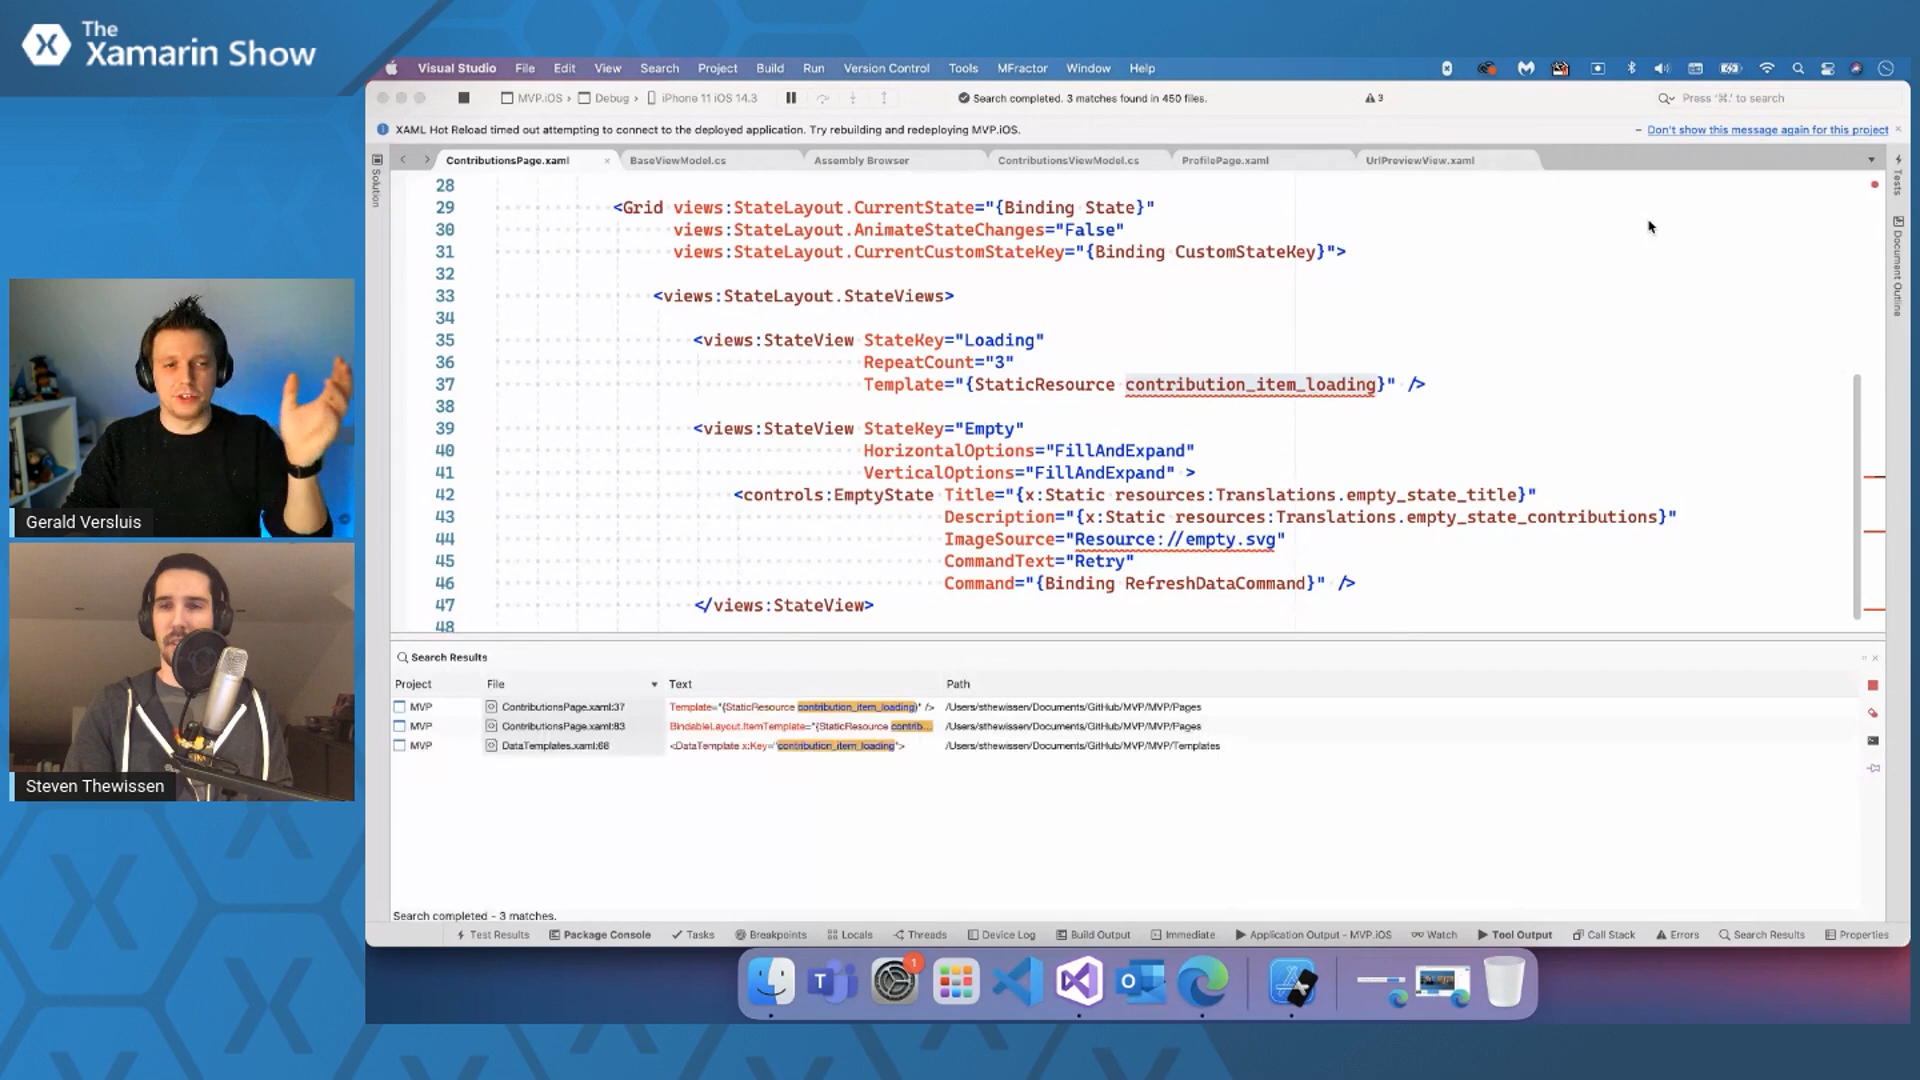 The
Xamarin Show
Visual Studio File Edit View Search Project Build Run Version Control Tools MFractor Window Help
MVP.iOS › Debug › iPhone 11 iOS 14.3
Search completed. 3 matches found in 450 files.
3
Press '⌘.' to search
XAML Hot Reload timed out attempting to connect to the deployed application. Try rebuilding and redeploying MVP.iOS.
Don't show this message again for this project
Solution
ContributionsPage.xaml BaseViewModel.cs Assembly Browser ContributionsViewModel.cs ProfilePage.xaml UrlPreviewView.xaml
Tests
Document Outline
28
29 <Grid views:StateLayout.CurrentState="{Binding State}"
30 views:StateLayout.AnimateStateChanges="False"
31 views:StateLayout.CurrentCustomStateKey="{Binding CustomStateKey}">
32
33 <views:StateLayout.StateViews>
34
35 <views:StateView StateKey="Loading"
36 RepeatCount="3"
37 Template="{StaticResource contribution_item_loading}" />
38
39 <views:StateView StateKey="Empty"
40 HorizontalOptions="FillAndExpand"
41 VerticalOptions="FillAndExpand" >
42 <controls:EmptyState Title="{x:Static resources:Translations.empty_state_title}"
43 Description="{x:Static resources:Translations.empty_state_contributions}"
44 ImageSource="Resource://empty.svg"
45 CommandText="Retry"
46 Command="{Binding RefreshDataCommand}" />
47 </views:StateView>
48
Gerald Versluis
Steven Thewissen
Search Results
Project File Text Path
MVP ContributionsPage.xaml:37 Template="{StaticResource contribution_item_loading}" /> /Users/sthewissen/Documents/GitHub/MVP/MVP/Pages
MVP ContributionsPage.xaml:83 BindableLayout.ItemTemplate="{StaticResource contrib... /Users/sthewissen/Documents/GitHub/MVP/MVP/Pages
MVP DataTemplates.xaml:68 <DataTemplate x:Key="contribution_item_loading"> /Users/sthewissen/Documents/GitHub/MVP/MVP/Templates
Search completed - 3 matches.
Test Results Package Console Tasks Breakpoints Locals Threads Device Log Build Output Immediate Application Output - MVP.iOS Watch Tool Output Call Stack Errors Search Results Properties
1